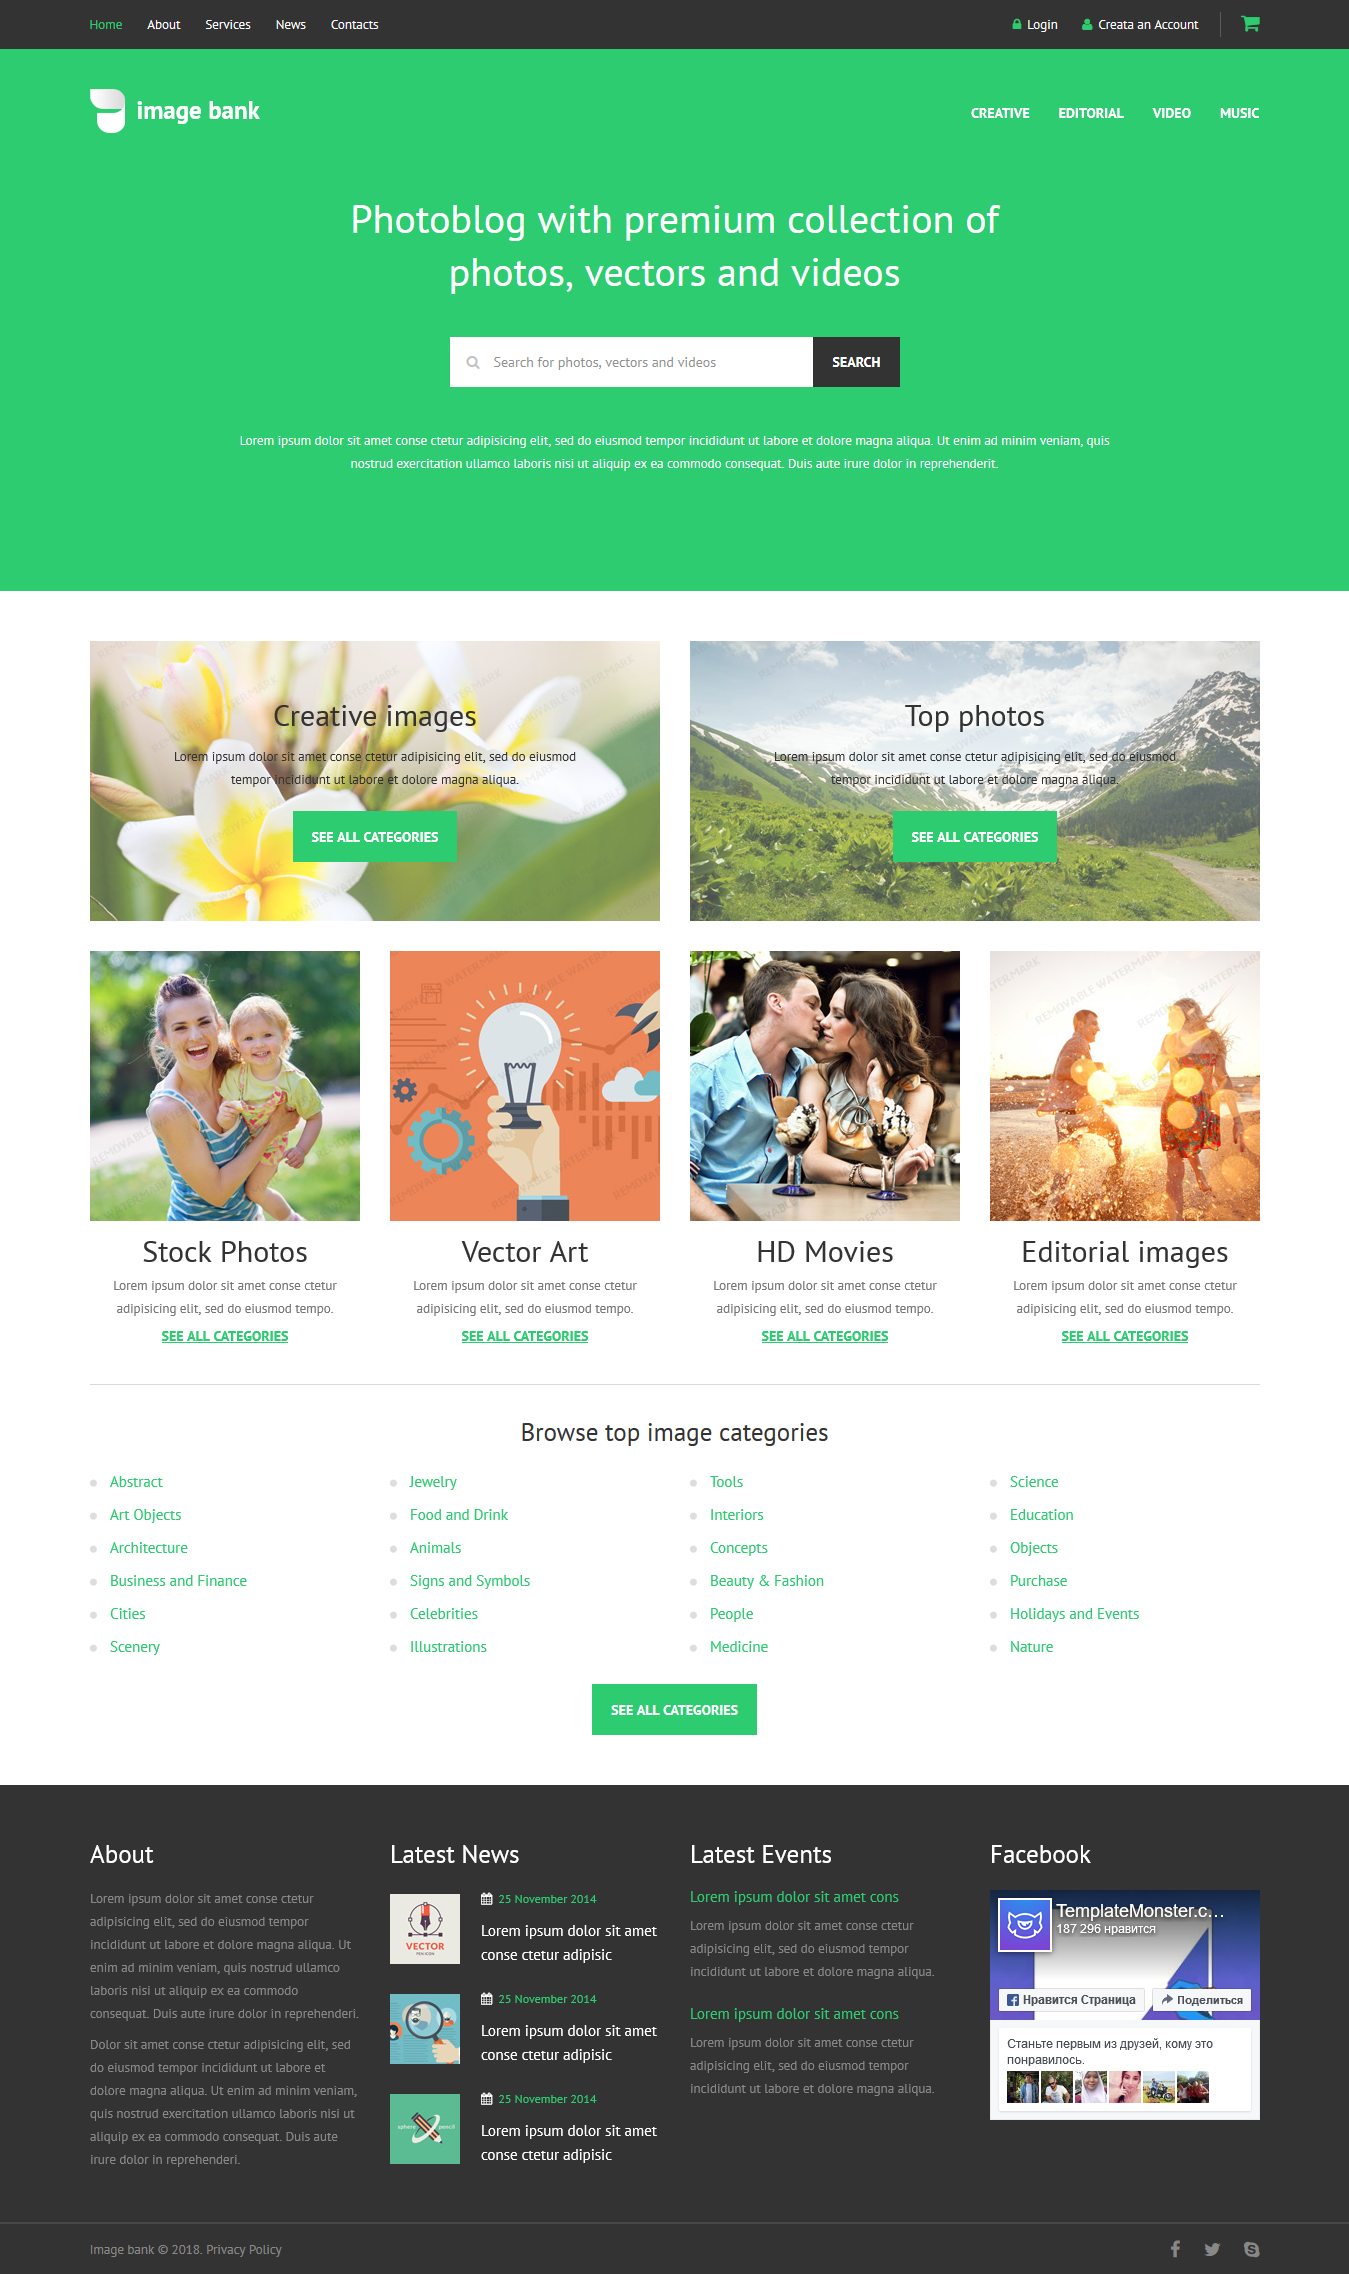 Home About Services News Contacts Login Creata an Account
image bank CREATIVE EDITORIAL VIDEO MUSIC
Photoblog with premium collection of
photos, vectors and videos
Search for photos, vectors and videos SEARCH
Lorem ipsum dolor sit amet conse ctetur adipisicing elit, sed do eiusmod tempor incididunt ut labore et dolore magna aliqua. Ut enim ad minim veniam, quis
nostrud exercitation ullamco laboris nisi ut aliquip ex ea commodo consequat. Duis aute irure dolor in reprehenderit.
Creative images
Lorem ipsum dolor sit amet conse ctetur adipisicing elit, sed do eiusmod
tempor incididunt ut labore et dolore magna aliqua.
SEE ALL CATEGORIES
Top photos
Lorem ipsum dolor sit amet conse ctetur adipisicing elit, sed do eiusmod
tempor incididunt ut labore et dolore magna aliqua.
SEE ALL CATEGORIES
REMOVABLE WATERMARK
Stock Photos
Lorem ipsum dolor sit amet conse ctetur
adipisicing elit, sed do eiusmod tempo.
SEE ALL CATEGORIES
Vector Art
Lorem ipsum dolor sit amet conse ctetur
adipisicing elit, sed do eiusmod tempo.
SEE ALL CATEGORIES
HD Movies
Lorem ipsum dolor sit amet conse ctetur
adipisicing elit, sed do eiusmod tempo.
SEE ALL CATEGORIES
Editorial images
Lorem ipsum dolor sit amet conse ctetur
adipisicing elit, sed do eiusmod tempo.
SEE ALL CATEGORIES
Browse top image categories
Abstract
Art Objects
Architecture
Business and Finance
Cities
Scenery
Jewelry
Food and Drink
Animals
Signs and Symbols
Celebrities
Illustrations
Tools
Interiors
Concepts
Beauty & Fashion
People
Medicine
Science
Education
Objects
Purchase
Holidays and Events
Nature
SEE ALL CATEGORIES
About
Lorem ipsum dolor sit amet conse ctetur
adipisicing elit, sed do eiusmod tempor
incididunt ut labore et dolore magna aliqua. Ut
enim ad minim veniam, quis nostrud ullamco
laboris nisi ut aliquip ex ea commodo
consequat. Duis aute irure dolor in reprehenderi.
Dolor sit amet conse ctetur adipisicing elit, sed
do eiusmod tempor incididunt ut labore et
dolore magna aliqua. Ut enim ad minim veniam,
quis nostrud exercitation ullamco laboris nisi ut
aliquip ex ea commodo consequat. Duis aute
irure dolor in reprehenderi.
Latest News
VECTOR
PEN ICON
25 November 2014
Lorem ipsum dolor sit amet
conse ctetur adipisic
25 November 2014
Lorem ipsum dolor sit amet
conse ctetur adipisic
sphere pencil
25 November 2014
Lorem ipsum dolor sit amet
conse ctetur adipisic
Latest Events
Lorem ipsum dolor sit amet cons
Lorem ipsum dolor sit amet conse ctetur
adipisicing elit, sed do eiusmod tempor
incididunt ut labore et dolore magna aliqua.
Lorem ipsum dolor sit amet cons
Lorem ipsum dolor sit amet conse ctetur
adipisicing elit, sed do eiusmod tempor
incididunt ut labore et dolore magna aliqua.
Facebook
TemplateMonster.c...
187 296 нравится
Нравится Страница Поделиться
Станьте первым из друзей, кому это
понравилось.
Image bank © 2018. Privacy Policy